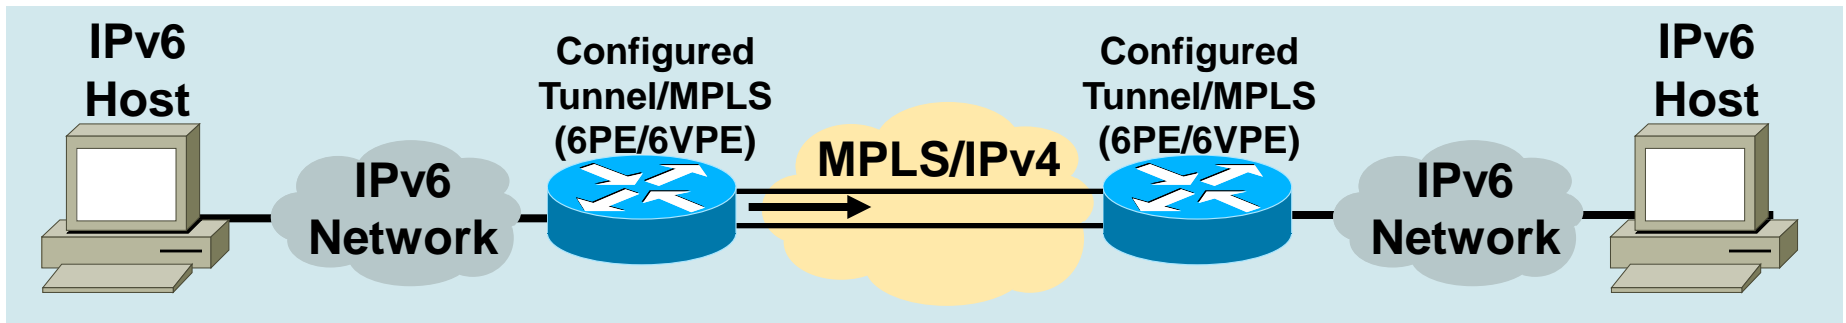 IPv6
Host
Configured
Tunnel/MPLS
(6PE/6VPE)
Configured
Tunnel/MPLS
(6PE/6VPE)
IPv6
Host
IPv6
Network
MPLS/IPv4
IPv6
Network